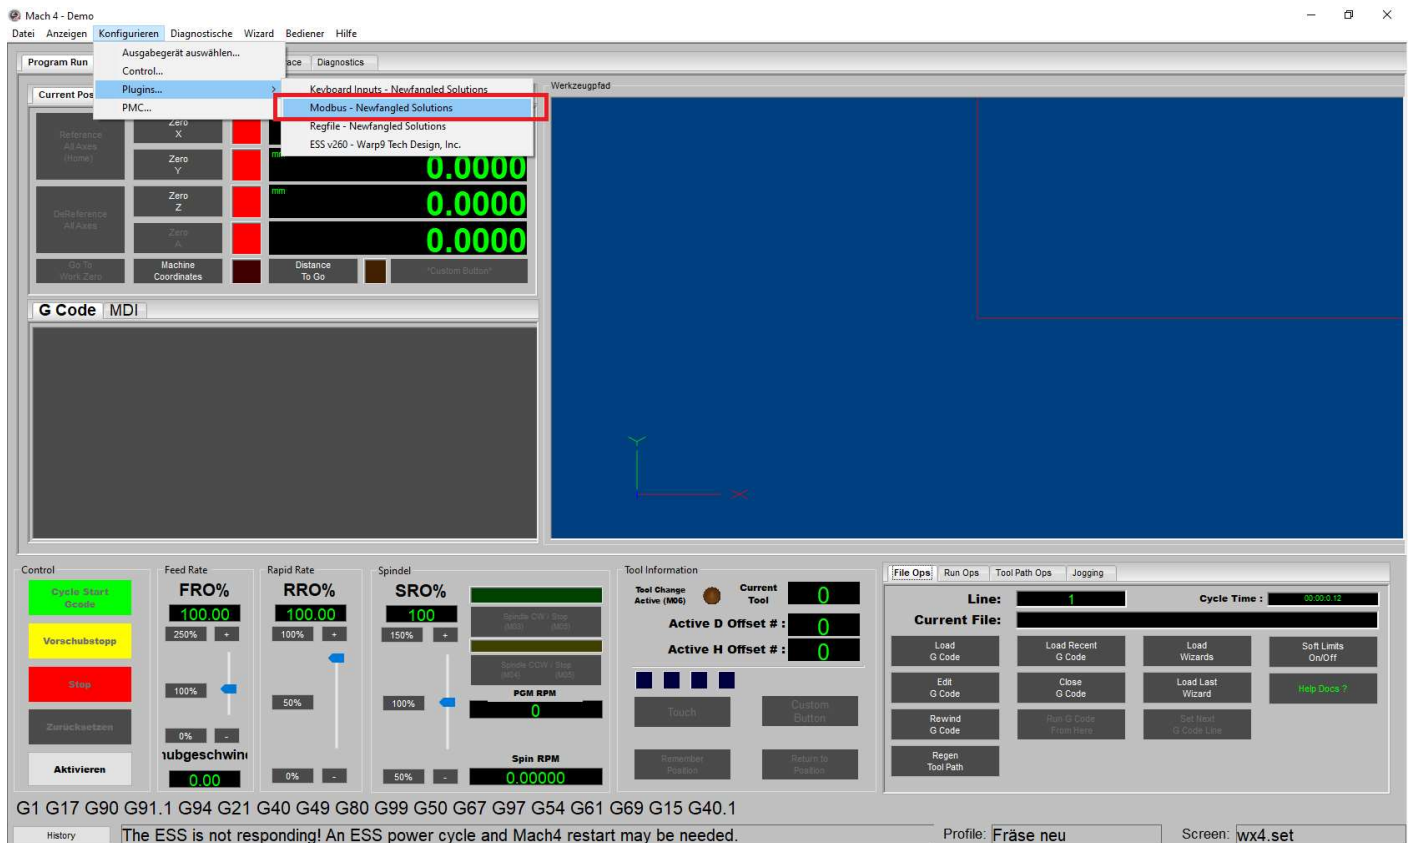 Mach 4 - Demo
Datei Anzeigen Konfigurieren Diagnostische Wizard Bediener Hilfe
Ausgabegerät auswählen...
Control...
Plugins...
PMC...
Keyboard Inputs - Newfangled Solutions
Modbus - Newfangled Solutions
Regfile - Newfangled Solutions
ESS v260 - Warp9 Tech Design, Inc.
Program Run
ace Diagnostics
Current Pos
Werkzeugpfad
Reference
All Axes
(Home)
Zero
X
Zero
Y
mm
0.0000
DeReference
All Axes
Zero
Z
mm
0.0000
Zero
A
0.0000
Go To
Work Zero
Machine
Coordinates
Distance
To Go
"Custom Button"
G Code MDI
Y
X
Control
Cycle Start
Gcode
Vorschubstopp
Stop
Zurücksetzen
Aktivieren
Feed Rate
FRO%
100.00
250% +
100%
0% -
nubgeschwin
0.00
Rapid Rate
RRO%
100.00
100% +
50%
0% -
Spindel
SRO%
100
150% +
100%
50% -
Spindle CW / Stop
(M03) (M05)
Spindle CCW / Stop
(M04) (M05)
PGM RPM
0
Spin RPM
0.00000
Tool Information
Tool Change
Active (M06)
Current
Tool
0
Active D Offset # :
0
Active H Offset # :
0
Touch
Custom
Button
Remember
Position
Return to
Position
File Ops Run Ops Tool Path Ops Jogging
Line: 1 Cycle Time : 00:00:0.12
Current File:
Load
G Code
Load Recent
G Code
Load
Wizards
Soft Limits
On/Off
Edit
G Code
Close
G Code
Load Last
Wizard
Help Docs ?
Rewind
G Code
Run G Code
From Here
Set Next
G Code Line
Regen
Tool Path
G1 G17 G90 G91.1 G94 G21 G40 G49 G80 G99 G50 G67 G97 G54 G61 G69 G15 G40.1
History The ESS is not responding! An ESS power cycle and Mach4 restart may be needed. Profile: Fräse neu Screen: wx4.set